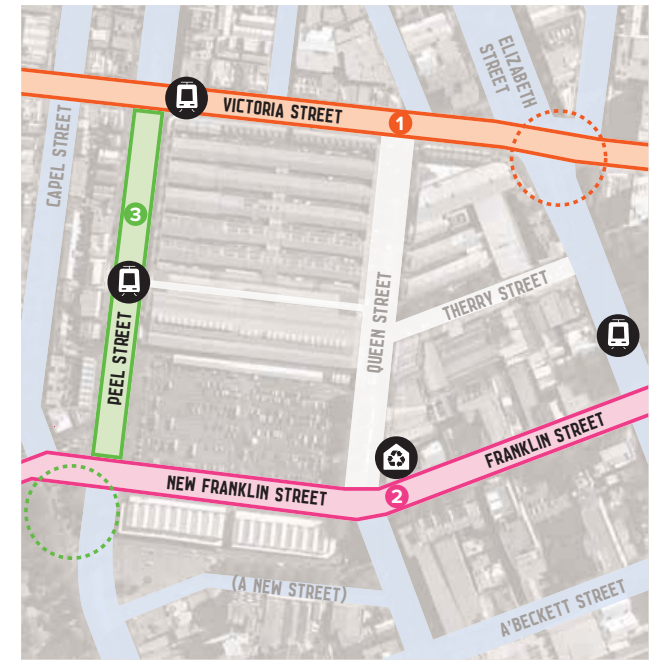 ELIZABETH
STREET
VICTORIA STREET
1
CAPEL STREET
3
QUEEN STREET
THERRY STREET
PEEL STREET
FRANKLIN STREET
NEW FRANKLIN STREET
2
(A NEW STREET)
A'BECKETT STREET